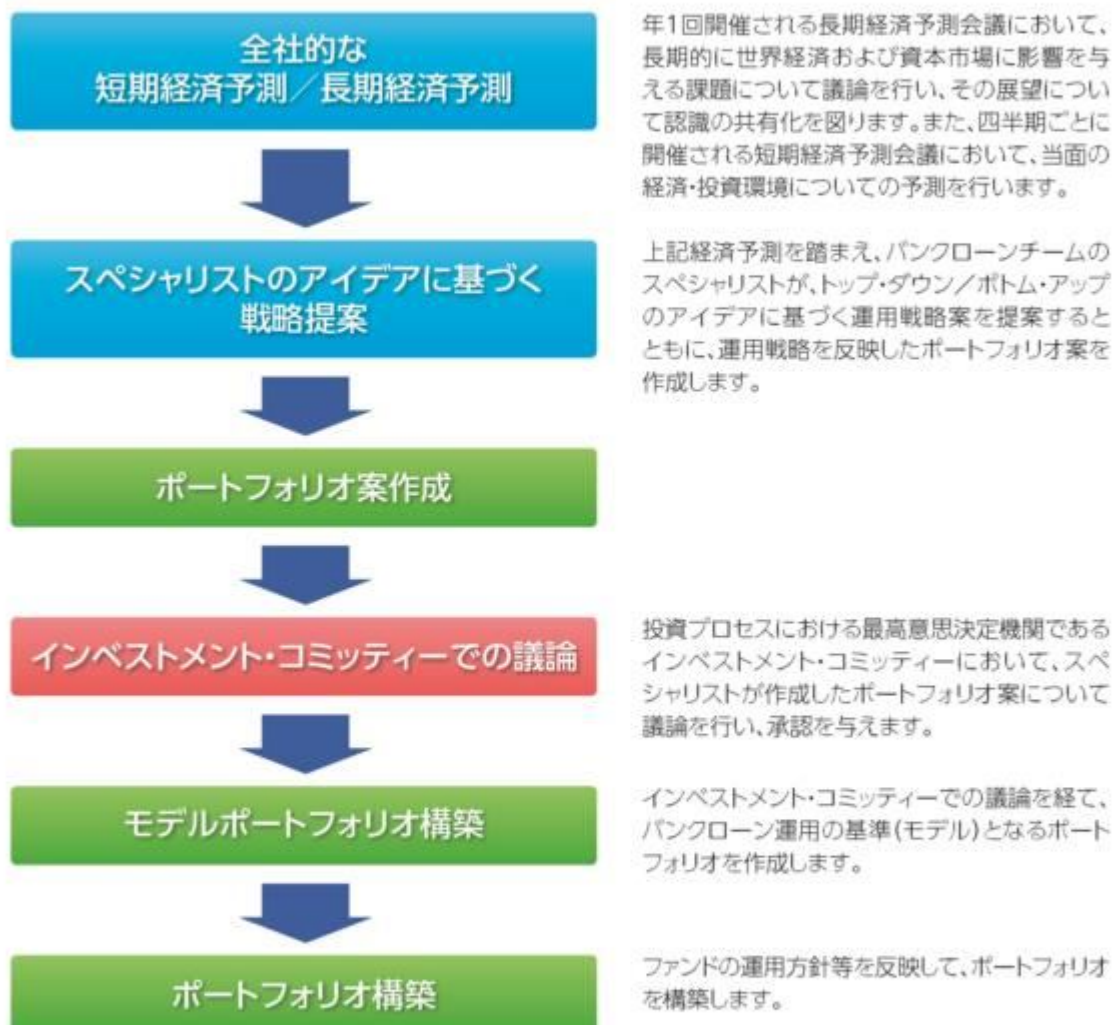 全社的な
短期経済予測／長期経済予測
年1回開催される長期経済予測会議において、
長期的に世界経済および資本市場に影響を与
える課題について議論を行い、その展望につい
て認識の共有化を図ります。また、四半期ごとに
開催される短期経済予測会議において、当面の
経済・投資環境についての予測を行います。
スペシャリストのアイデアに基づく
戦略提案
上記経済予測を踏まえ、バンクローンチームの
スペシャリストが、トップ・ダウン／ボトム・アップ
のアイデアに基づく運用戦略案を提案すると
ともに、運用戦略を反映したポートフォリオ案を
作成します。
ポートフォリオ案作成
インベストメント・コミッティーでの議論
投資プロセスにおける最高意思決定機関である
インベストメント・コミッティーにおいて、スペ
シャリストが作成したポートフォリオ案について
議論を行い、承認を与えます。
モデルポートフォリオ構築
インベストメント・コミッティーでの議論を経て、
バンクローン運用の基準(モデル)となるポート
フォリオを作成します。
ポートフォリオ構築
ファンドの運用方針等を反映して、ポートフォリオ
を構築します。